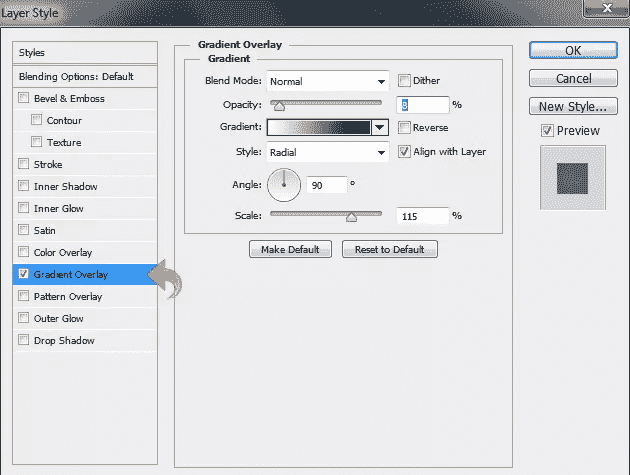 Layer Style
Styles
Blending Options: Default
Bevel & Emboss
Contour
Texture
Stroke
Inner Shadow
Inner Glow
Satin
Color Overlay
Gradient Overlay
Pattern Overlay
Outer Glow
Drop Shadow
Gradient Overlay
Gradient
Blend Mode: Normal Dither
Opacity: 8 %
Gradient: Reverse
Style: Radial Align with Layer
Angle: 90 °
Scale: 115 %
Make Default Reset to Default
OK
Cancel
New Style...
Preview